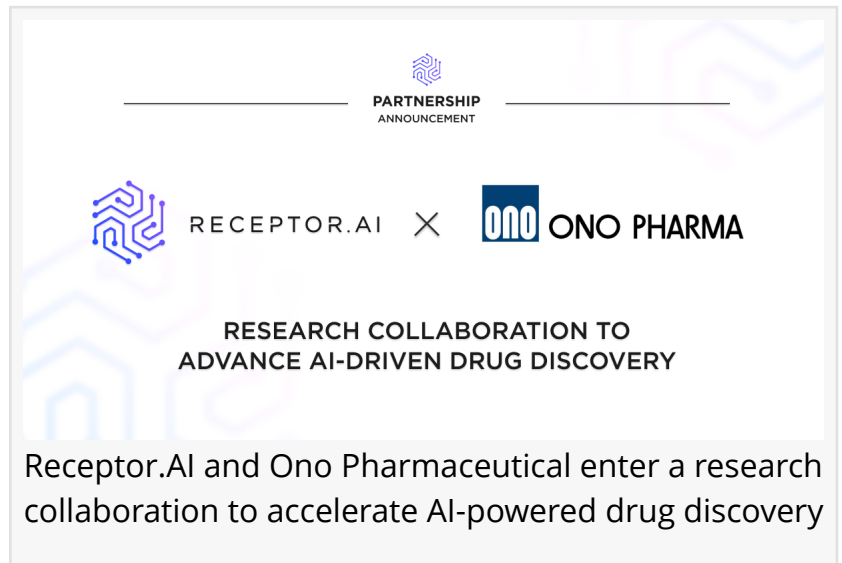 PARTNERSHIP
ANNOUNCEMENT
RECEPTOR.AI X ono ONO PHARMA
RESEARCH COLLABORATION TO
ADVANCE AI-DRIVEN DRUG DISCOVERY
Receptor.AI and Ono Pharmaceutical enter a research
collaboration to accelerate AI-powered drug discovery